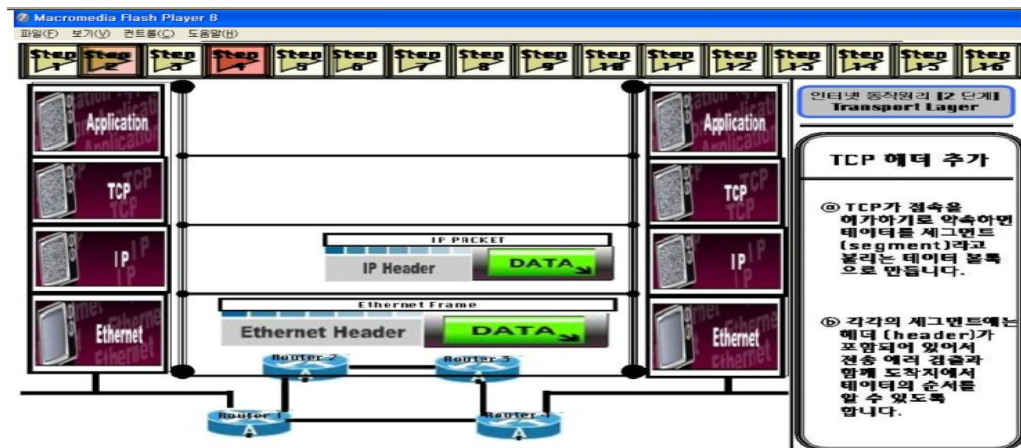 Macromedia Flash Player 8
파일(F) 보기(V) 컨트롤(C) 도움말(H)
Step 1 Step 2 Step 3 Step 4 Step 5 Step 6 Step 7 Step 8 Step 9 Step 10 Step 11 Step 12 Step 13 Step 14 Step 15 Step 16
Application
TCP
IP
Ethernet
IP PACKET
IP Header DATA
Ethernet Frame
Ethernet Header DATA
Router 2 Router 3
Router 1 Router
Application
TCP
IP
Ethernet
인터넷 동작원리 [2 단계]
Transport Layer
TCP 헤더 추가
ⓐ TCP가 접속을
허가하기로 약속하면
데이터를 세그먼트
(segment)라고
불리는 데이터 블록
으로 만듭니다.
ⓑ 각각의 세그먼트에는
헤더 (header)가
포함되어 있어서
전송 에러 검출과
함께 도착지에서
데이터의 순서를
알 수 있도록
합니다.